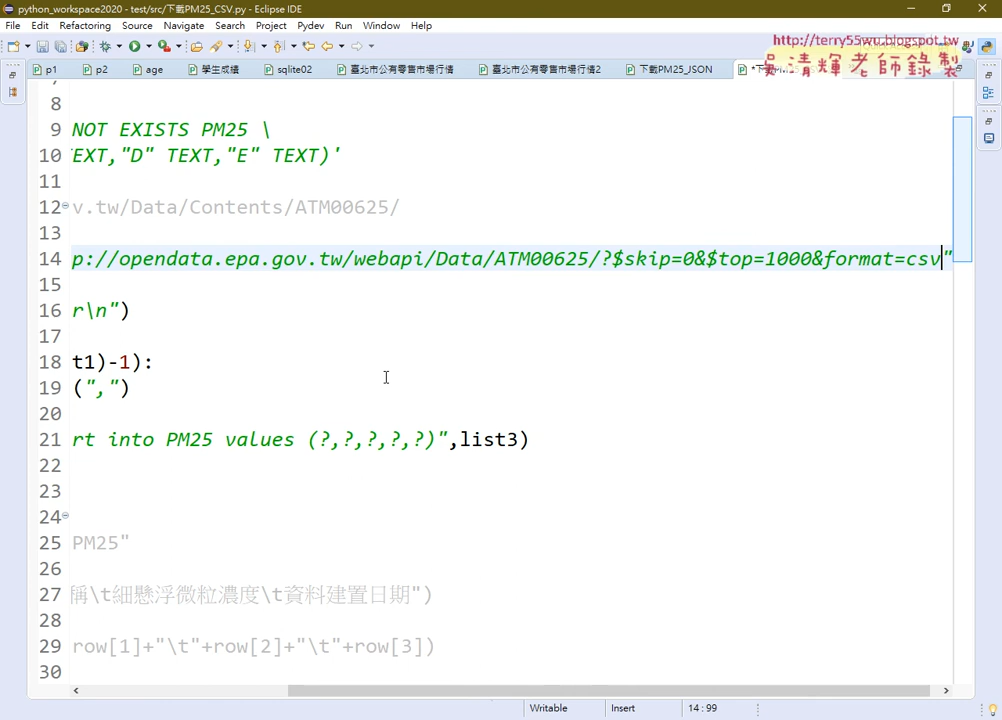 python_workspace2020 - test/src/下載PM25_CSV.py - Eclipse IDE
File Edit Refactoring Source Navigate Search Project Pydev Run Window Help
http://terry55wu.blogspot.tw
吳清輝老師錄製
p1 p2 age 學生成績 sqlite02 臺北市公有零售市場行情 臺北市公有零售市場行情2 下載PM25_JSON
8
9 NOT EXISTS PM25 \
10 EXT,"D" TEXT,"E" TEXT)'
11
12 v.tw/Data/Contents/ATM00625/
13
14 p://opendata.epa.gov.tw/webapi/Data/ATM00625/?$skip=0&$top=1000&format=csv"
15
16 r\n")
17
18 t1)-1):
19 (",")
20
21 rt into PM25 values (?,?,?,?,?)",list3)
22
23
24
25 PM25"
26
27 稱\t細懸浮微粒濃度\t資料建置日期")
28
29 row[1]+"\t"+row[2]+"\t"+row[3])
30
Writable Insert 14 : 99